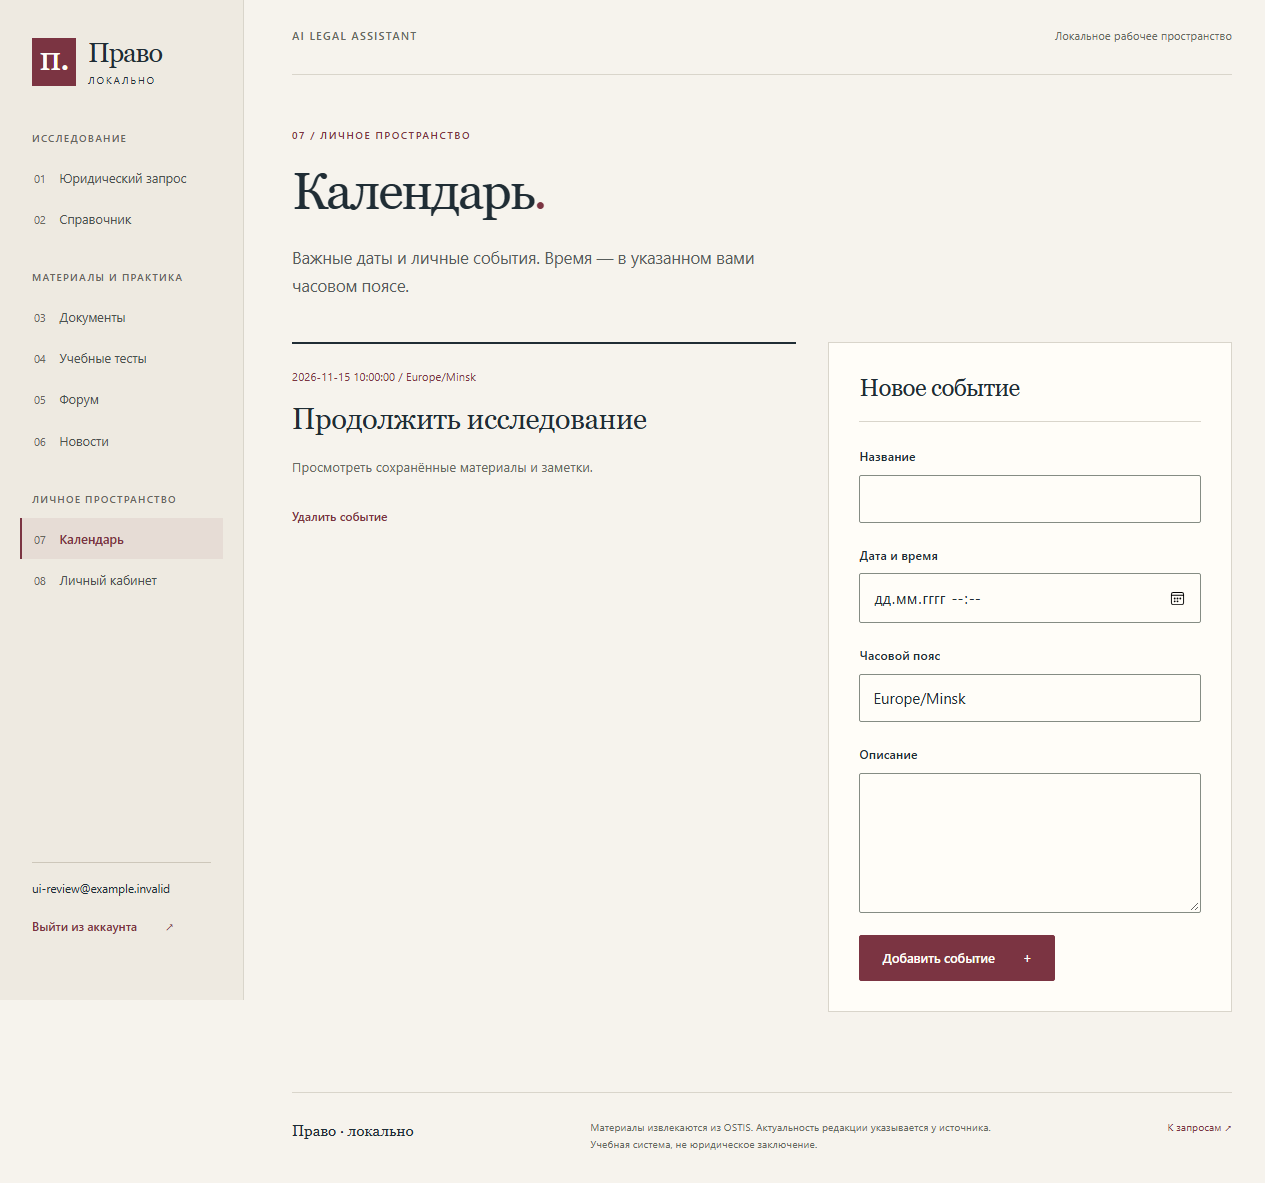 П.
Право
ЛОКАЛЬНО
ИССЛЕДОВАНИЕ
01 Юридический запрос
02 Справочник
МАТЕРИАЛЫ И ПРАКТИКА
03 Документы
04 Учебные тесты
05 Форум
06 Новости
ЛИЧНОЕ ПРОСТРАНСТВО
07 Календарь
08 Личный кабинет
ui-review@example.invalid
Выйти из аккаунта ↗
AI LEGAL ASSISTANT
Локальное рабочее пространство
07 / ЛИЧНОЕ ПРОСТРАНСТВО
Календарь.
Важные даты и личные события. Время — в указанном вами
часовом поясе.
2026-11-15 10:00:00 / Europe/Minsk
Продолжить исследование
Просмотреть сохранённые материалы и заметки.
Удалить событие
Новое событие
Название
Дата и время
дд.мм.гггг --:--
Часовой пояс
Europe/Minsk
Описание
Добавить событие +
Право · локально
Материалы извлекаются из OSTIS. Актуальность редакции указывается у источника.
Учебная система, не юридическое заключение.
К запросам ↗